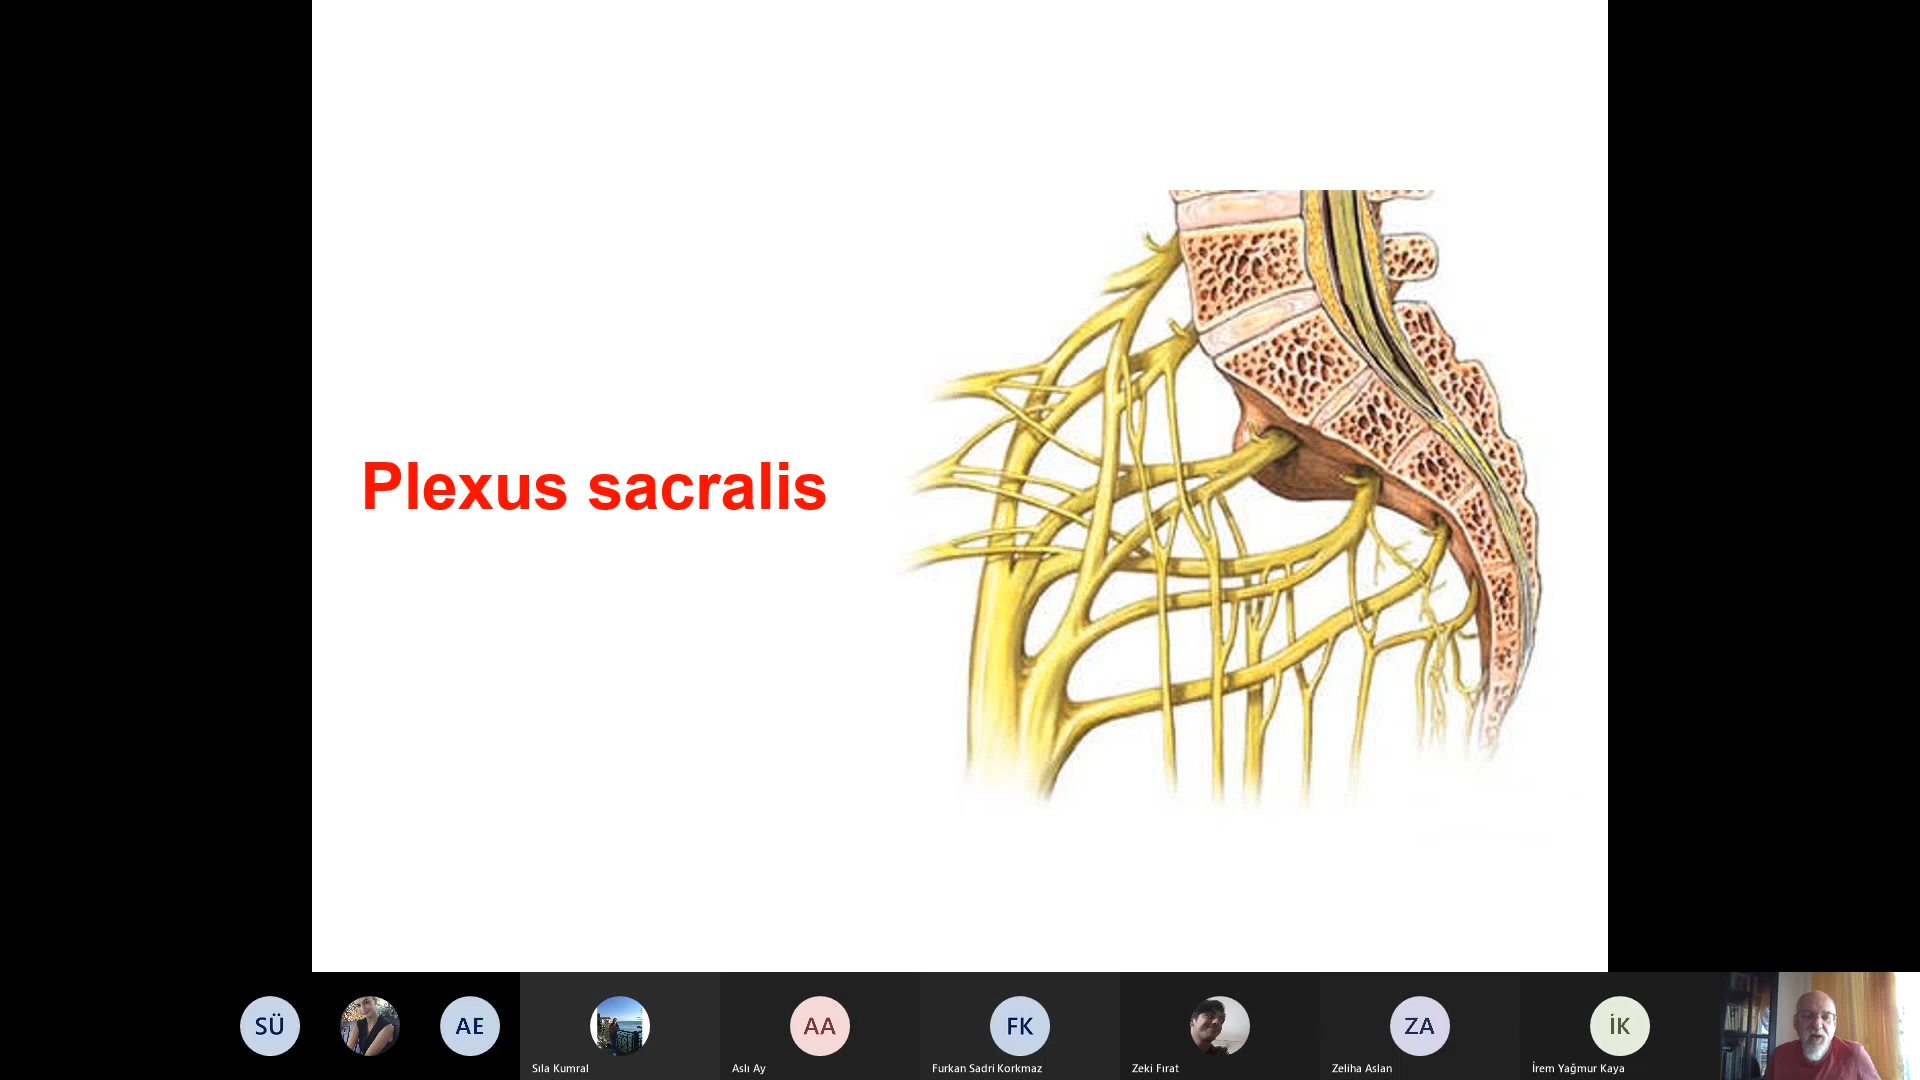 Plexus sacralis
SÜ
AE
Sıla Kumral
AA
Aslı Ay
FK
Furkan Sadri Korkmaz
Zeki Fırat
ZA
Zeliha Aslan
İK
İrem Yağmur Kaya